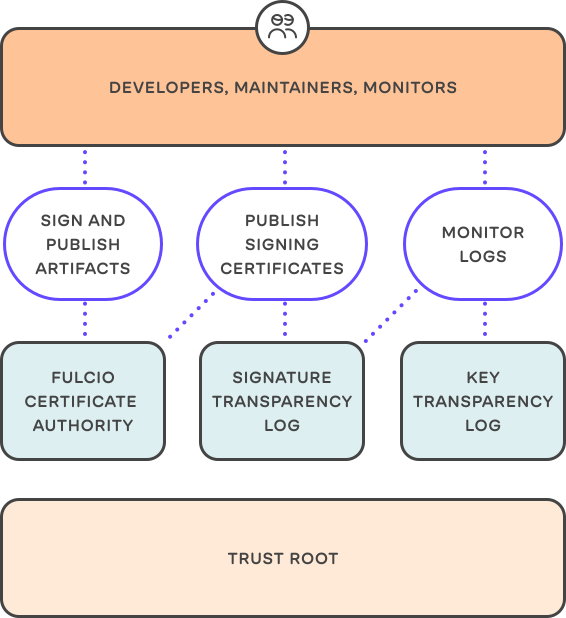 DEVELOPERS, MAINTAINERS, MONITORS
SIGN AND
PUBLISH
ARTIFACTS
PUBLISH
SIGNING
CERTIFICATES
MONITOR
LOGS
FULCIO
CERTIFICATE
AUTHORITY
SIGNATURE
TRANSPARENCY
LOG
KEY
TRANSPARENCY
LOG
TRUST ROOT